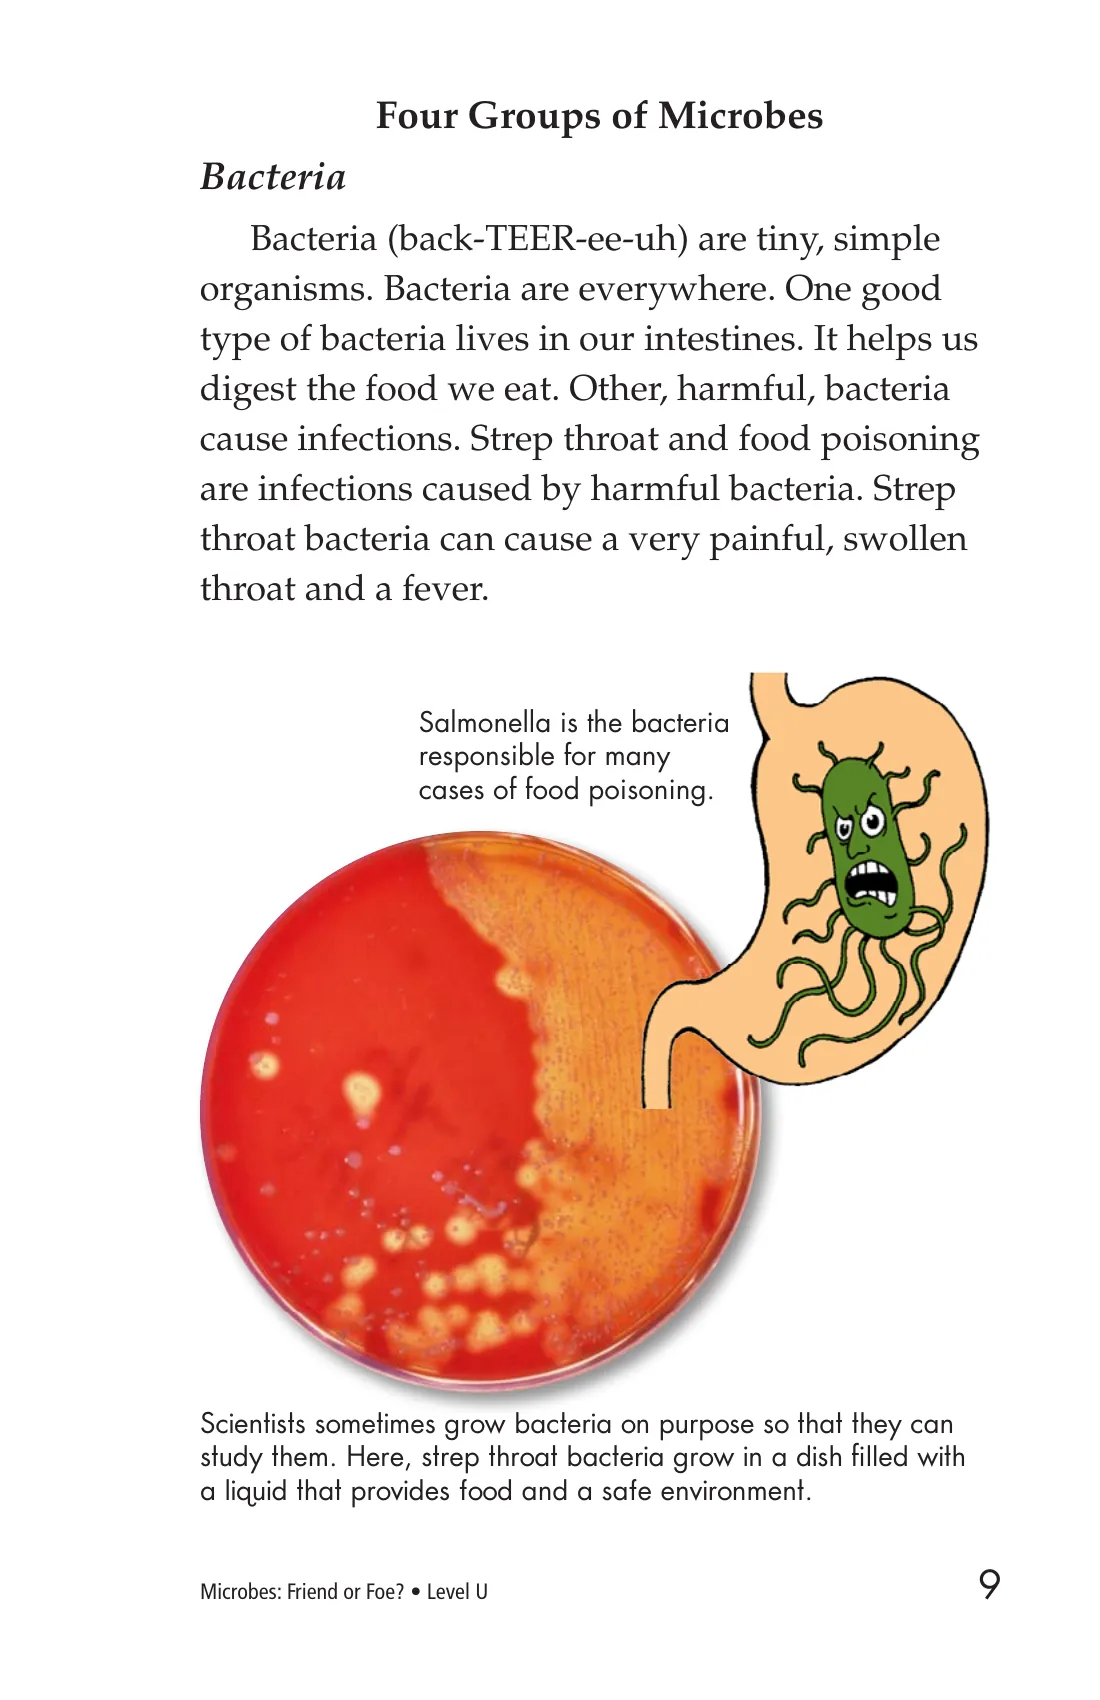 Four Groups of Microbes
Bacteria
Bacteria (back-TEER-ee-uh) are tiny, simple
organisms. Bacteria are everywhere. One good
type of bacteria lives in our intestines. It helps us
digest the food we eat. Other, harmful, bacteria
cause infections. Strep throat and food poisoning
are infections caused by harmful bacteria. Strep
throat bacteria can cause a very painful, swollen
throat and a fever.
Salmonella is the bacteria
responsible for many
cases of food poisoning.
Scientists sometimes grow bacteria on purpose so that they can
study them. Here, strep throat bacteria grow in a dish filled with
a liquid that provides food and a safe environment.
Microbes: Friend or Foe? • Level U
9